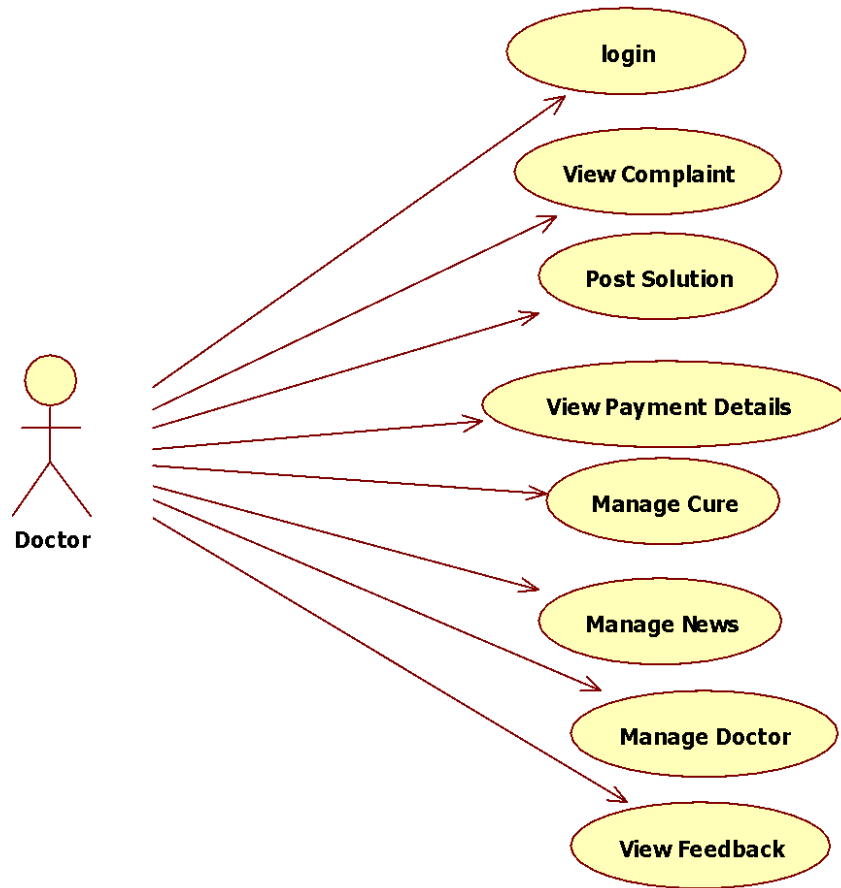 login
View Complaint
Post Solution
View Payment Details
Manage Cure
Doctor
Manage News
Manage Doctor
View Feedback